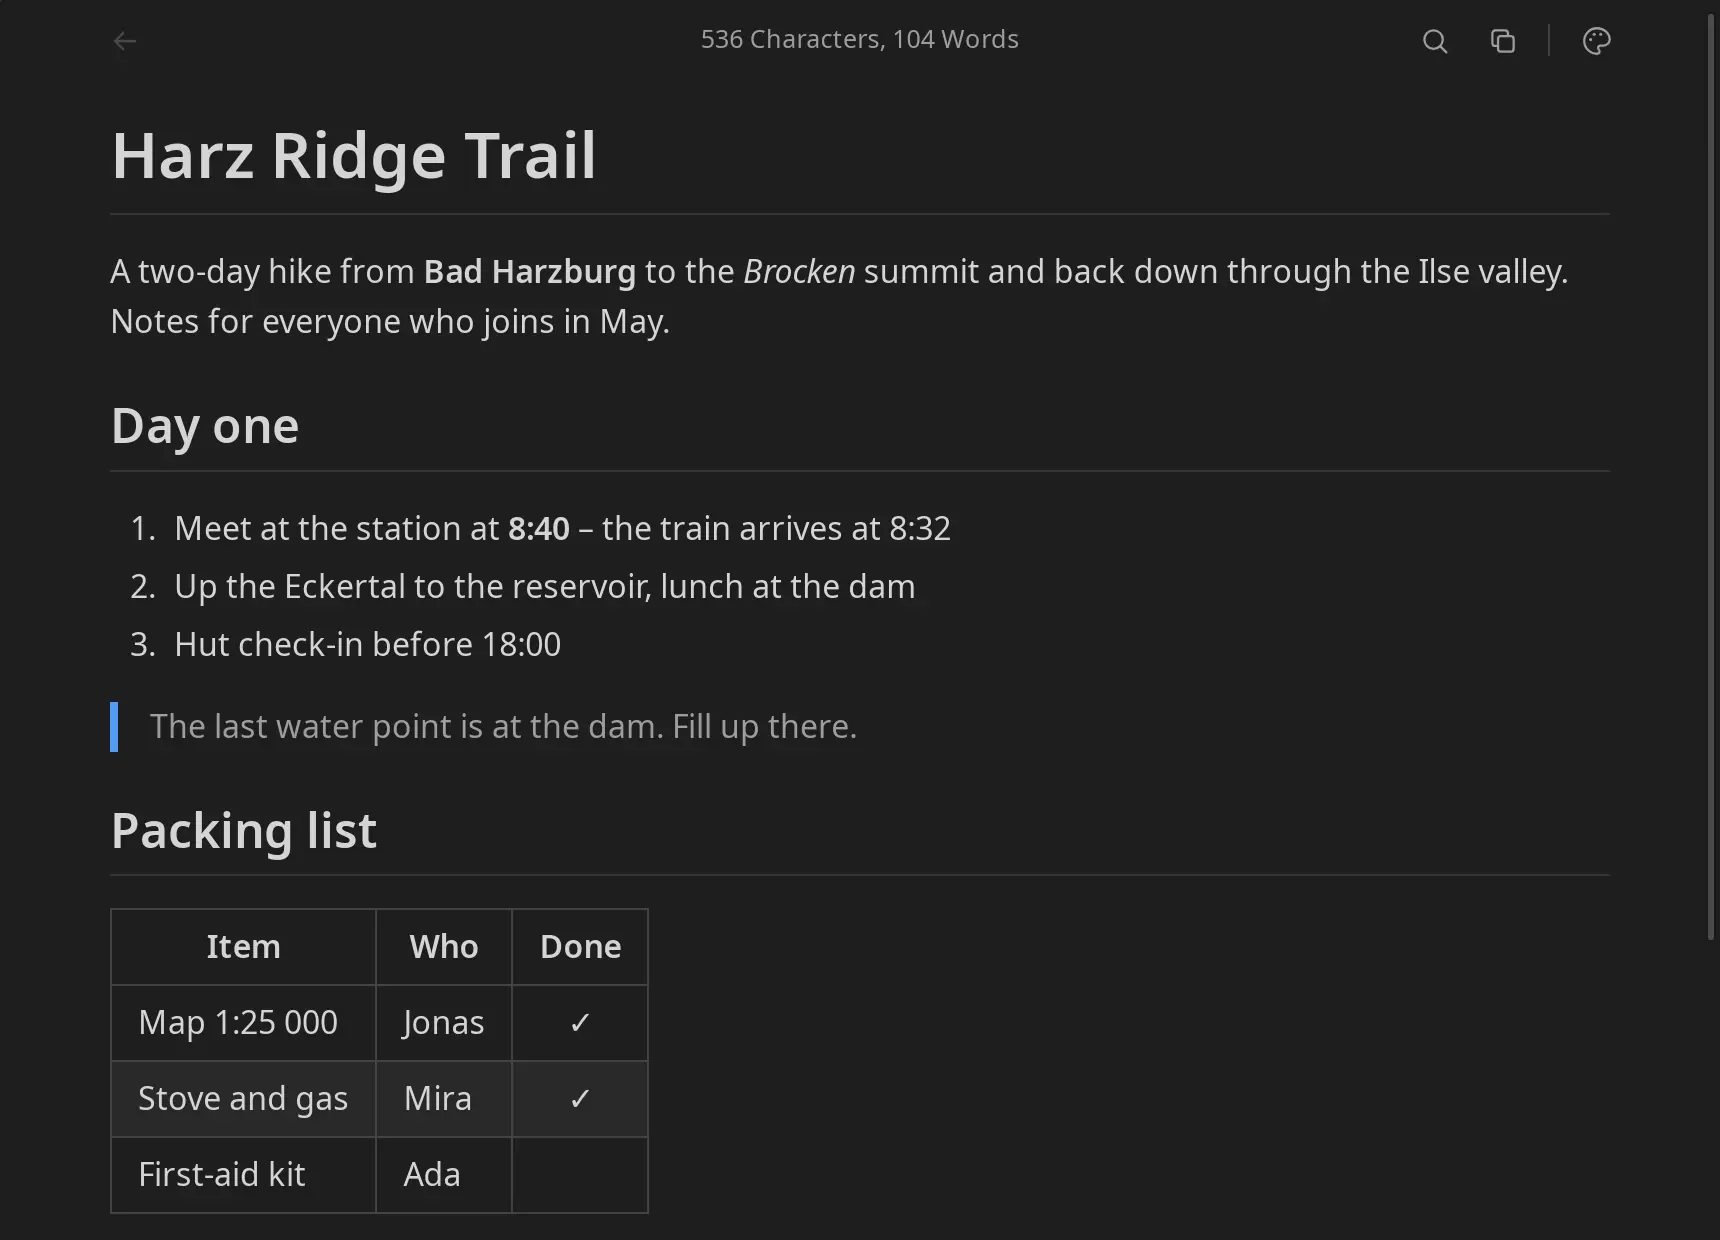 536 Characters, 104 Words
Harz Ridge Trail
A two-day hike from Bad Harzburg to the Brocken summit and back down through the Ilse valley.
Notes for everyone who joins in May.
Day one
1. Meet at the station at 8:40 – the train arrives at 8:32
2. Up the Eckertal to the reservoir, lunch at the dam
3. Hut check-in before 18:00
The last water point is at the dam. Fill up there.
Packing list
Item Who Done
Map 1:25 000 Jonas ✓
Stove and gas Mira ✓
First-aid kit Ada